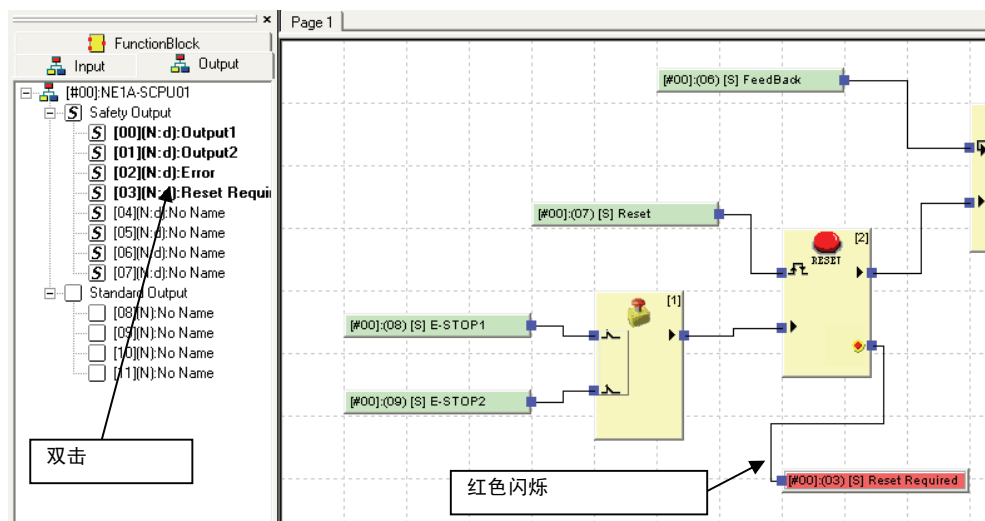 ×
Page 1
FunctionBlock
Input
Output
[#00]:NE1A-SCPU01
S Safety Output
S [00](N:d):Output1
S [01](N:d):Output2
S [02](N:d):Error
S [03](N:d):Reset Requi
S [04](N:d):No Name
S [05](N:d):No Name
S [06](N:d):No Name
S [07](N:d):No Name
Standard Output
[08](N):No Name
[09](N):No Name
[10](N):No Name
[11](N):No Name
双击
[#00]:(06) [S] FeedBack
[#00]:(07) [S] Reset
[2]
RESET
[1]
[#00]:(08) [S] E-STOP1
[#00]:(09) [S] E-STOP2
红色闪烁
[#00]:(03) [S] Reset Required